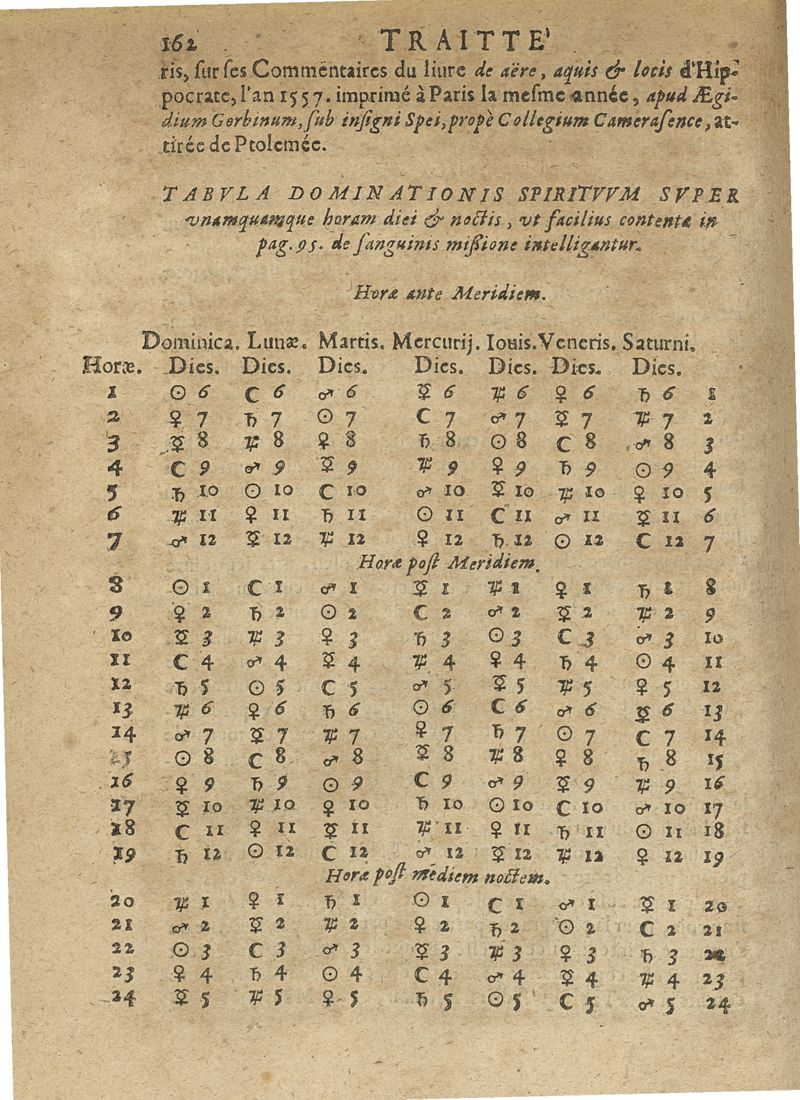 162 TRAITTE'
ris, sur ses Commẽtaires du liure de aëre, aquis & locis d'Hip-
pocrate, l'an 1557. imprimé à Paris la mesme année, apud Ægi-
dium Gorbinum, sub insigni Spei, propè Collegium Camerasence, at-
tirée de Ptolemée.
TABVLA DOMINATIONIS SPIRITVVM SVPER
vnamquamque horam diei & noctis, vt facilius contenta in
pag. 95. de sanguinis missione intelligantur.
Horæ ante Meridiem.
Dominica. Lunæ. Martis. Mercurij. Iouis. Veneris. Saturni.
Horæ. Dies. Dies. Dies. Dies. Dies. Dies. Dies.
1 ☉ 6 ☾ 6 ♂ 6 ☿ 6 ♃ 6 ♀ 6 ♄ 6 1
2 ♀ 7 ♄ 7 ☉ 7 ☾ 7 ♂ 7 ☿ 7 ♃ 7 2
3 ☿ 8 ♃ 8 ♀ 8 ♄ 8 ☉ 8 ☾ 8 ♂ 8 3
4 ☾ 9 ♂ 9 ☿ 9 ♃ 9 ♀ 9 ♄ 9 ☉ 9 4
5 ♄ 10 ☉ 10 ☾ 10 ♂ 10 ☿ 10 ♃ 10 ♀ 10 5
6 ♃ 11 ♀ 11 ♄ 11 ☉ 11 ☾ 11 ♂ 11 ☿ 11 6
7 ♂ 12 ☿ 12 ♃ 12 ♀ 12 ♄ 12 ☉ 12 ☾ 12 7
Horæ post Meridiem.
8 ☉ 1 ☾ 1 ♂ 1 ☿ 1 ♃ 1 ♀ 1 ♄ 1 8
9 ♀ 2 ♄ 2 ☉ 2 ☾ 2 ♂ 2 ☿ 2 ♃ 2 9
10 ☿ 3 ♃ 3 ♀ 3 ♄ 3 ☉ 3 ☾ 3 ♂ 3 10
11 ☾ 4 ♂ 4 ☿ 4 ♃ 4 ♀ 4 ♄ 4 ☉ 4 11
12 ♄ 5 ☉ 5 ☾ 5 ♂ 5 ☿ 5 ♃ 5 ♀ 5 12
13 ♃ 6 ♀ 6 ♄ 6 ☉ 6 ☾ 6 ♂ 6 ☿ 6 13
14 ♂ 7 ☿ 7 ♃ 7 ♀ 7 ♄ 7 ☉ 7 ☾ 7 14
15 ☉ 8 ☾ 8 ♂ 8 ☿ 8 ♃ 8 ♀ 8 ♄ 8 15
16 ♀ 9 ♄ 9 ☉ 9 ☾ 9 ♂ 9 ☿ 9 ♃ 9 16
17 ☿ 10 ♃ 10 ♀ 10 ♄ 10 ☉ 10 ☾ 10 ♂ 10 17
18 ☾ 11 ♀ 11 ☿ 11 ♃ 11 ♀ 11 ♄ 11 ☉ 11 18
19 ♄ 12 ☉ 12 ☾ 12 ♂ 12 ☿ 12 ♃ 12 ♀ 12 19
Horæ post mediem noctem.
20 ♃ 1 ♀ 1 ♄ 1 ☉ 1 ☾ 1 ♂ 1 ☿ 1 20
21 ♂ 2 ☿ 2 ♃ 2 ♀ 2 ♄ 2 ☉ 2 ☾ 2 21
22 ☉ 3 ☾ 3 ♂ 3 ☿ 3 ♃ 3 ♀ 3 ♄ 3 22
23 ♀ 4 ♄ 4 ☉ 4 ☾ 4 ♂ 4 ☿ 4 ♃ 4 23
24 ☿ 5 ♃ 5 ♀ 5 ♄ 5 ☉ 5 ☾ 5 ♂ 5 24